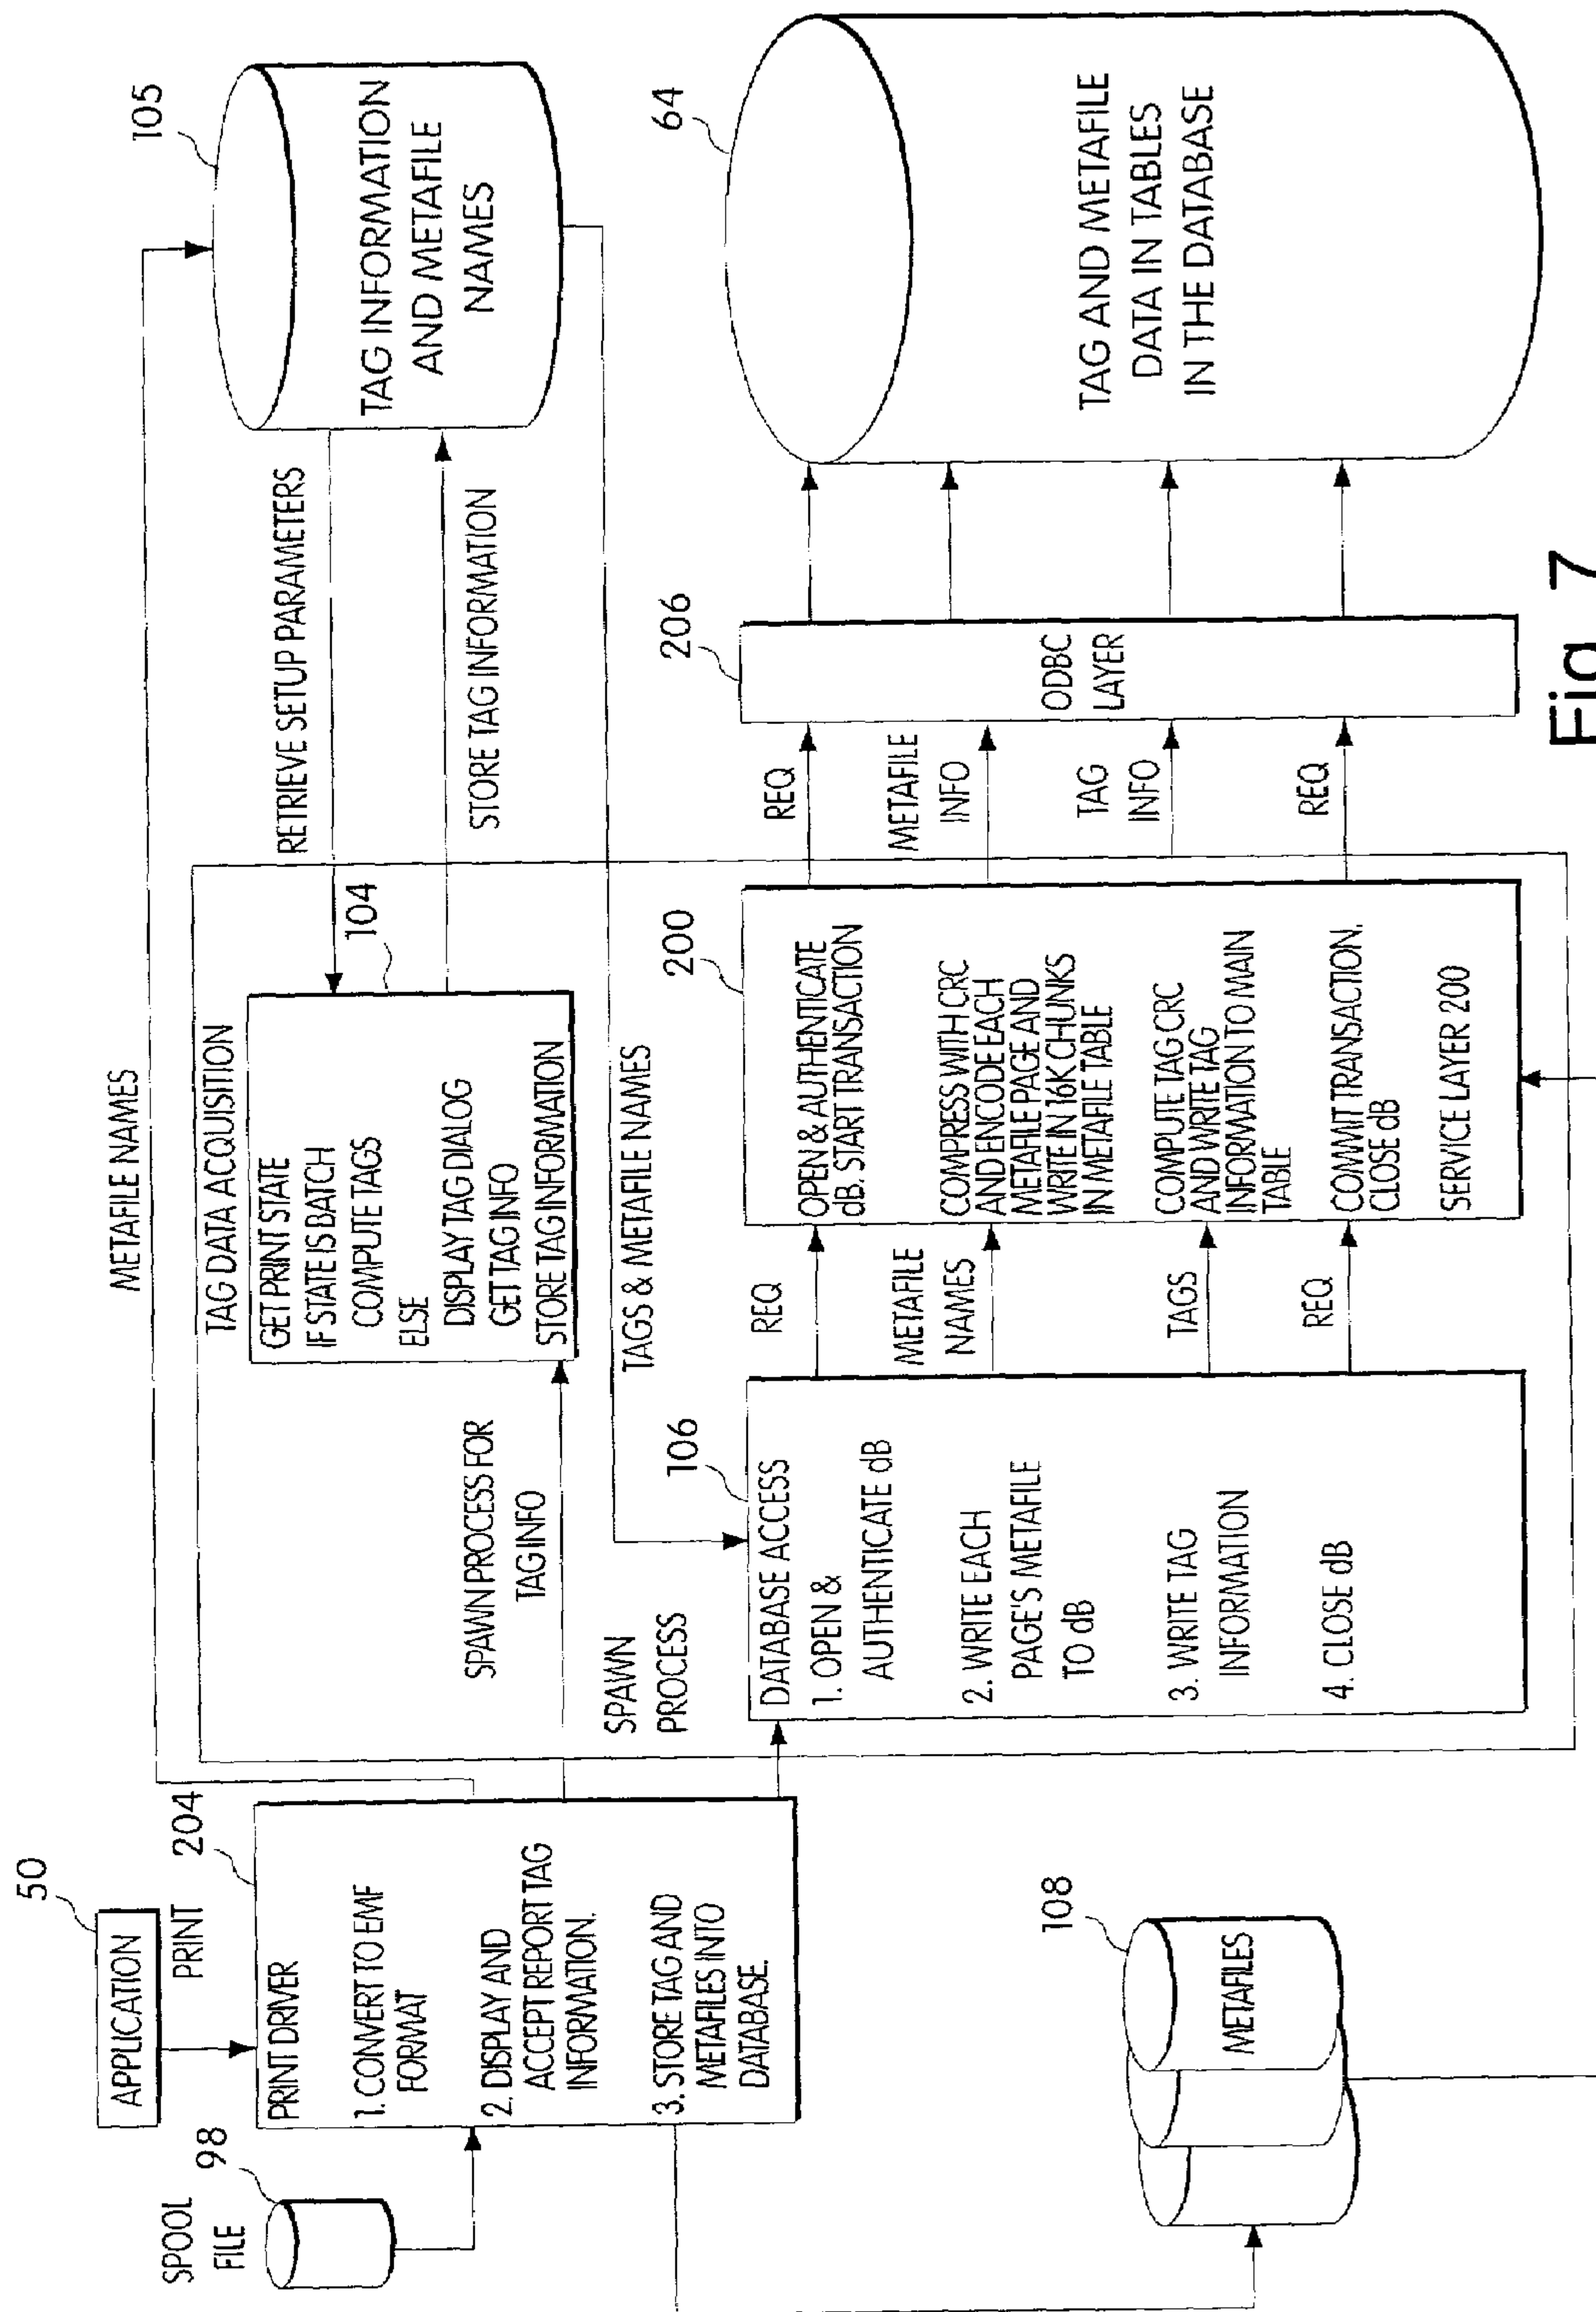 50
APPLICATION
PRINT
SPOOL
FILE
98
204
PRINT DRIVER
1. CONVERT TO EMF
FORMAT
2. DISPLAY AND
ACCEPT REPORT TAG
INFORMATION.
3. STORE TAG AND
METAFILES INTO
DATABASE.
METAFILE NAMES
TAG DATA ACQUISITION
GET PRINT STATE
IF STATE IS BATCH
COMPUTE TAGS
ELSE
DISPLAY TAG DIALOG
GET TAG INFO
STORE TAG INFORMATION
104
SPAWN PROCESS FOR
TAG INFO
RETRIEVE SETUP PARAMETERS
STORE TAG INFORMATION
105
TAG INFORMATION
AND METAFILE
NAMES
TAGS & METAFILE NAMES
SPAWN
PROCESS
106
DATABASE ACCESS
1. OPEN &
AUTHENTICATE dB
2. WRITE EACH
PAGE'S METAFILE
TO dB
3. WRITE TAG
INFORMATION
4. CLOSE dB
REQ
METAFILE
NAMES
TAGS
REQ
200
OPEN & AUTHENTICATE
dB. START TRANSACTION
COMPRESS WITH CRC
AND ENCODE EACH
METAFILE PAGE AND
WRITE IN 16K CHUNKS
IN METAFILE TABLE
COMPUTE TAG CRC
AND WRITE TAG
INFORMATION TO MAIN
TABLE
COMMIT TRANSACTION,
CLOSE dB
SERVICE LAYER 200
REQ
METAFILE
INFO
TAG
INFO
REQ
206
ODBC
LAYER
64
TAG AND METAFILE
DATA IN TABLES
IN THE DATABASE
108
METAFILES
Fig. 7